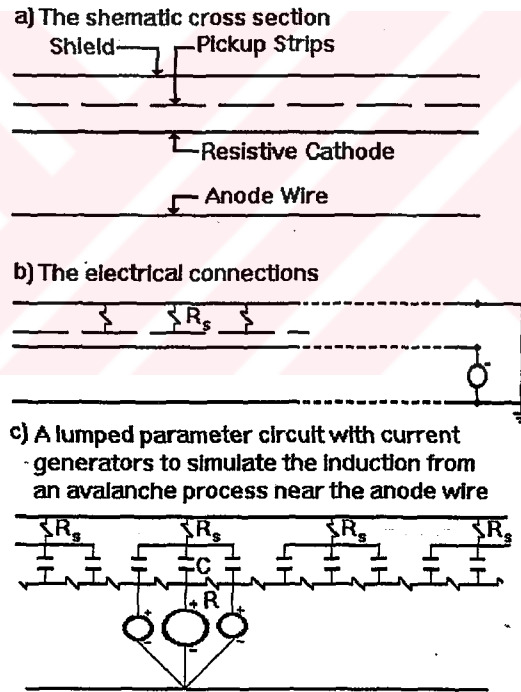 a) The shematic cross section
Shield
Pickup Strips
Resistive Cathode
Anode Wire
b) The electrical connections
Rs
c) A lumped parameter circuit with current
generators to simulate the induction from
an avalanche process near the anode wire
Rs Rs Rs Rs
C
+ R + +
- - -